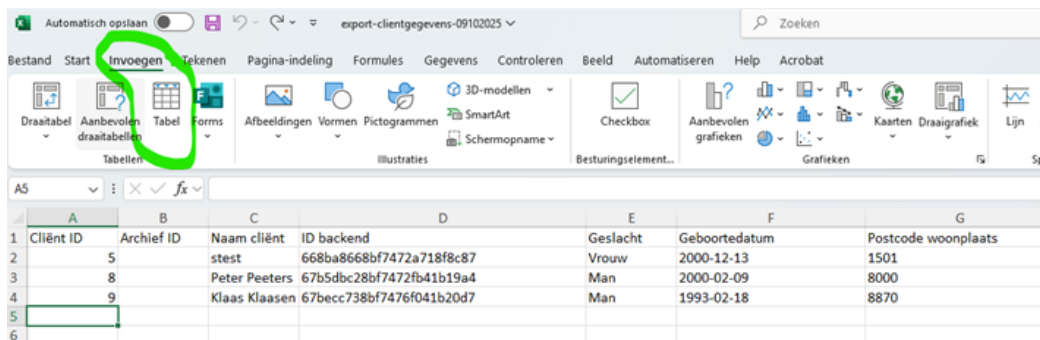 Automatisch opslaan export-clientgegevens-09102025 Zoeken
Bestand Start Invoegen Tekenen Pagina-indeling Formules Gegevens Controleren Beeld Automatiseren Help Acrobat
Draaitabel Aanbevolen draaitabellen Tabel Forms Afbeeldingen Vormen Pictogrammen 3D-modellen SmartArt Schermopname Checkbox Aanbevolen grafieken Kaarten Draaigrafiek Lijn
Tabellen Illustraties Besturingselement... Grafieken Sp
A5 fx
A B C D E F G
1 Cliënt ID Archief ID Naam cliënt ID backend Geslacht Geboortedatum Postcode woonplaats
2 5 stest 668ba8668bf7472a718f8c87 Vrouw 2000-12-13 1501
3 8 Peter Peeters 67b5dbc28bf7472fb41b19a4 Man 2000-02-09 8000
4 9 Klaas Klaasen 67becc738bf7476f041b20d7 Man 1993-02-18 8870
5
6